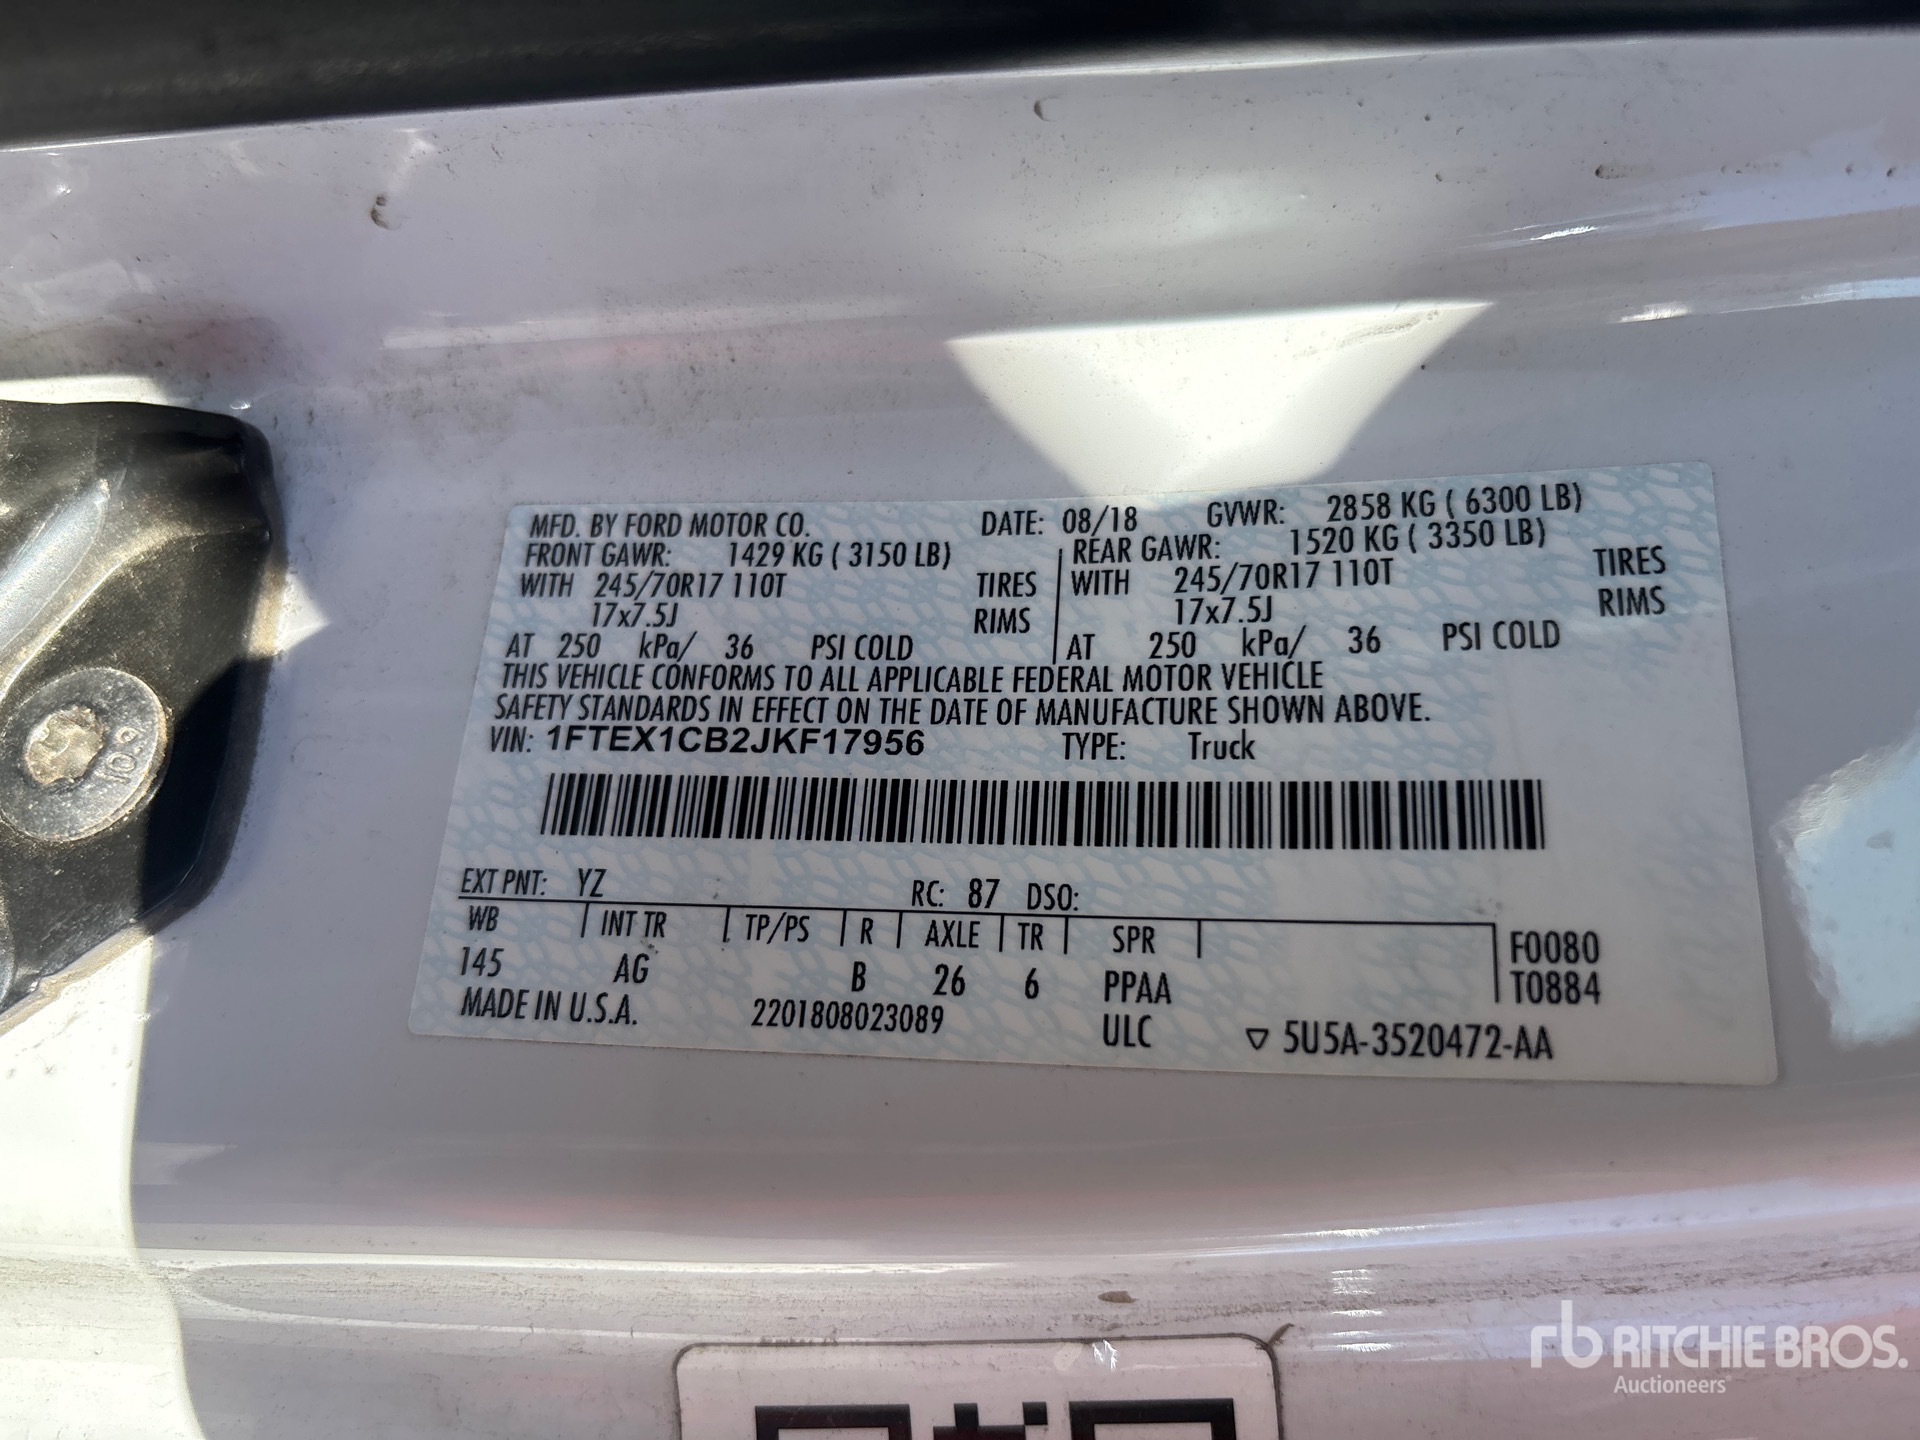 MFD. BY FORD MOTOR CO. DATE: 08/18 GVWR: 2858 KG ( 6300 LB)
FRONT GAWR: 1429 KG ( 3150 LB) REAR GAWR: 1520 KG ( 3350 LB)
WITH 245/70R17 110T TIRES WITH 245/70R17 110T TIRES
17x7.5J RIMS 17x7.5J RIMS
AT 250 kPa/ 36 PSI COLD AT 250 kPa/ 36 PSI COLD
THIS VEHICLE CONFORMS TO ALL APPLICABLE FEDERAL MOTOR VEHICLE
SAFETY STANDARDS IN EFFECT ON THE DATE OF MANUFACTURE SHOWN ABOVE.
VIN: 1FTEX1CB2JKF17956 TYPE: Truck
EXT PNT: YZ RC: 87 DSO:
WB INT TR TP/PS R AXLE TR SPR F0080
145 AG B 26 6 PPAA T0884
MADE IN U.S.A. 2201808023089 ULC ▽ 5U5A-3520472-AA
10.9
rb RITCHIE BROS.
Auctioneers